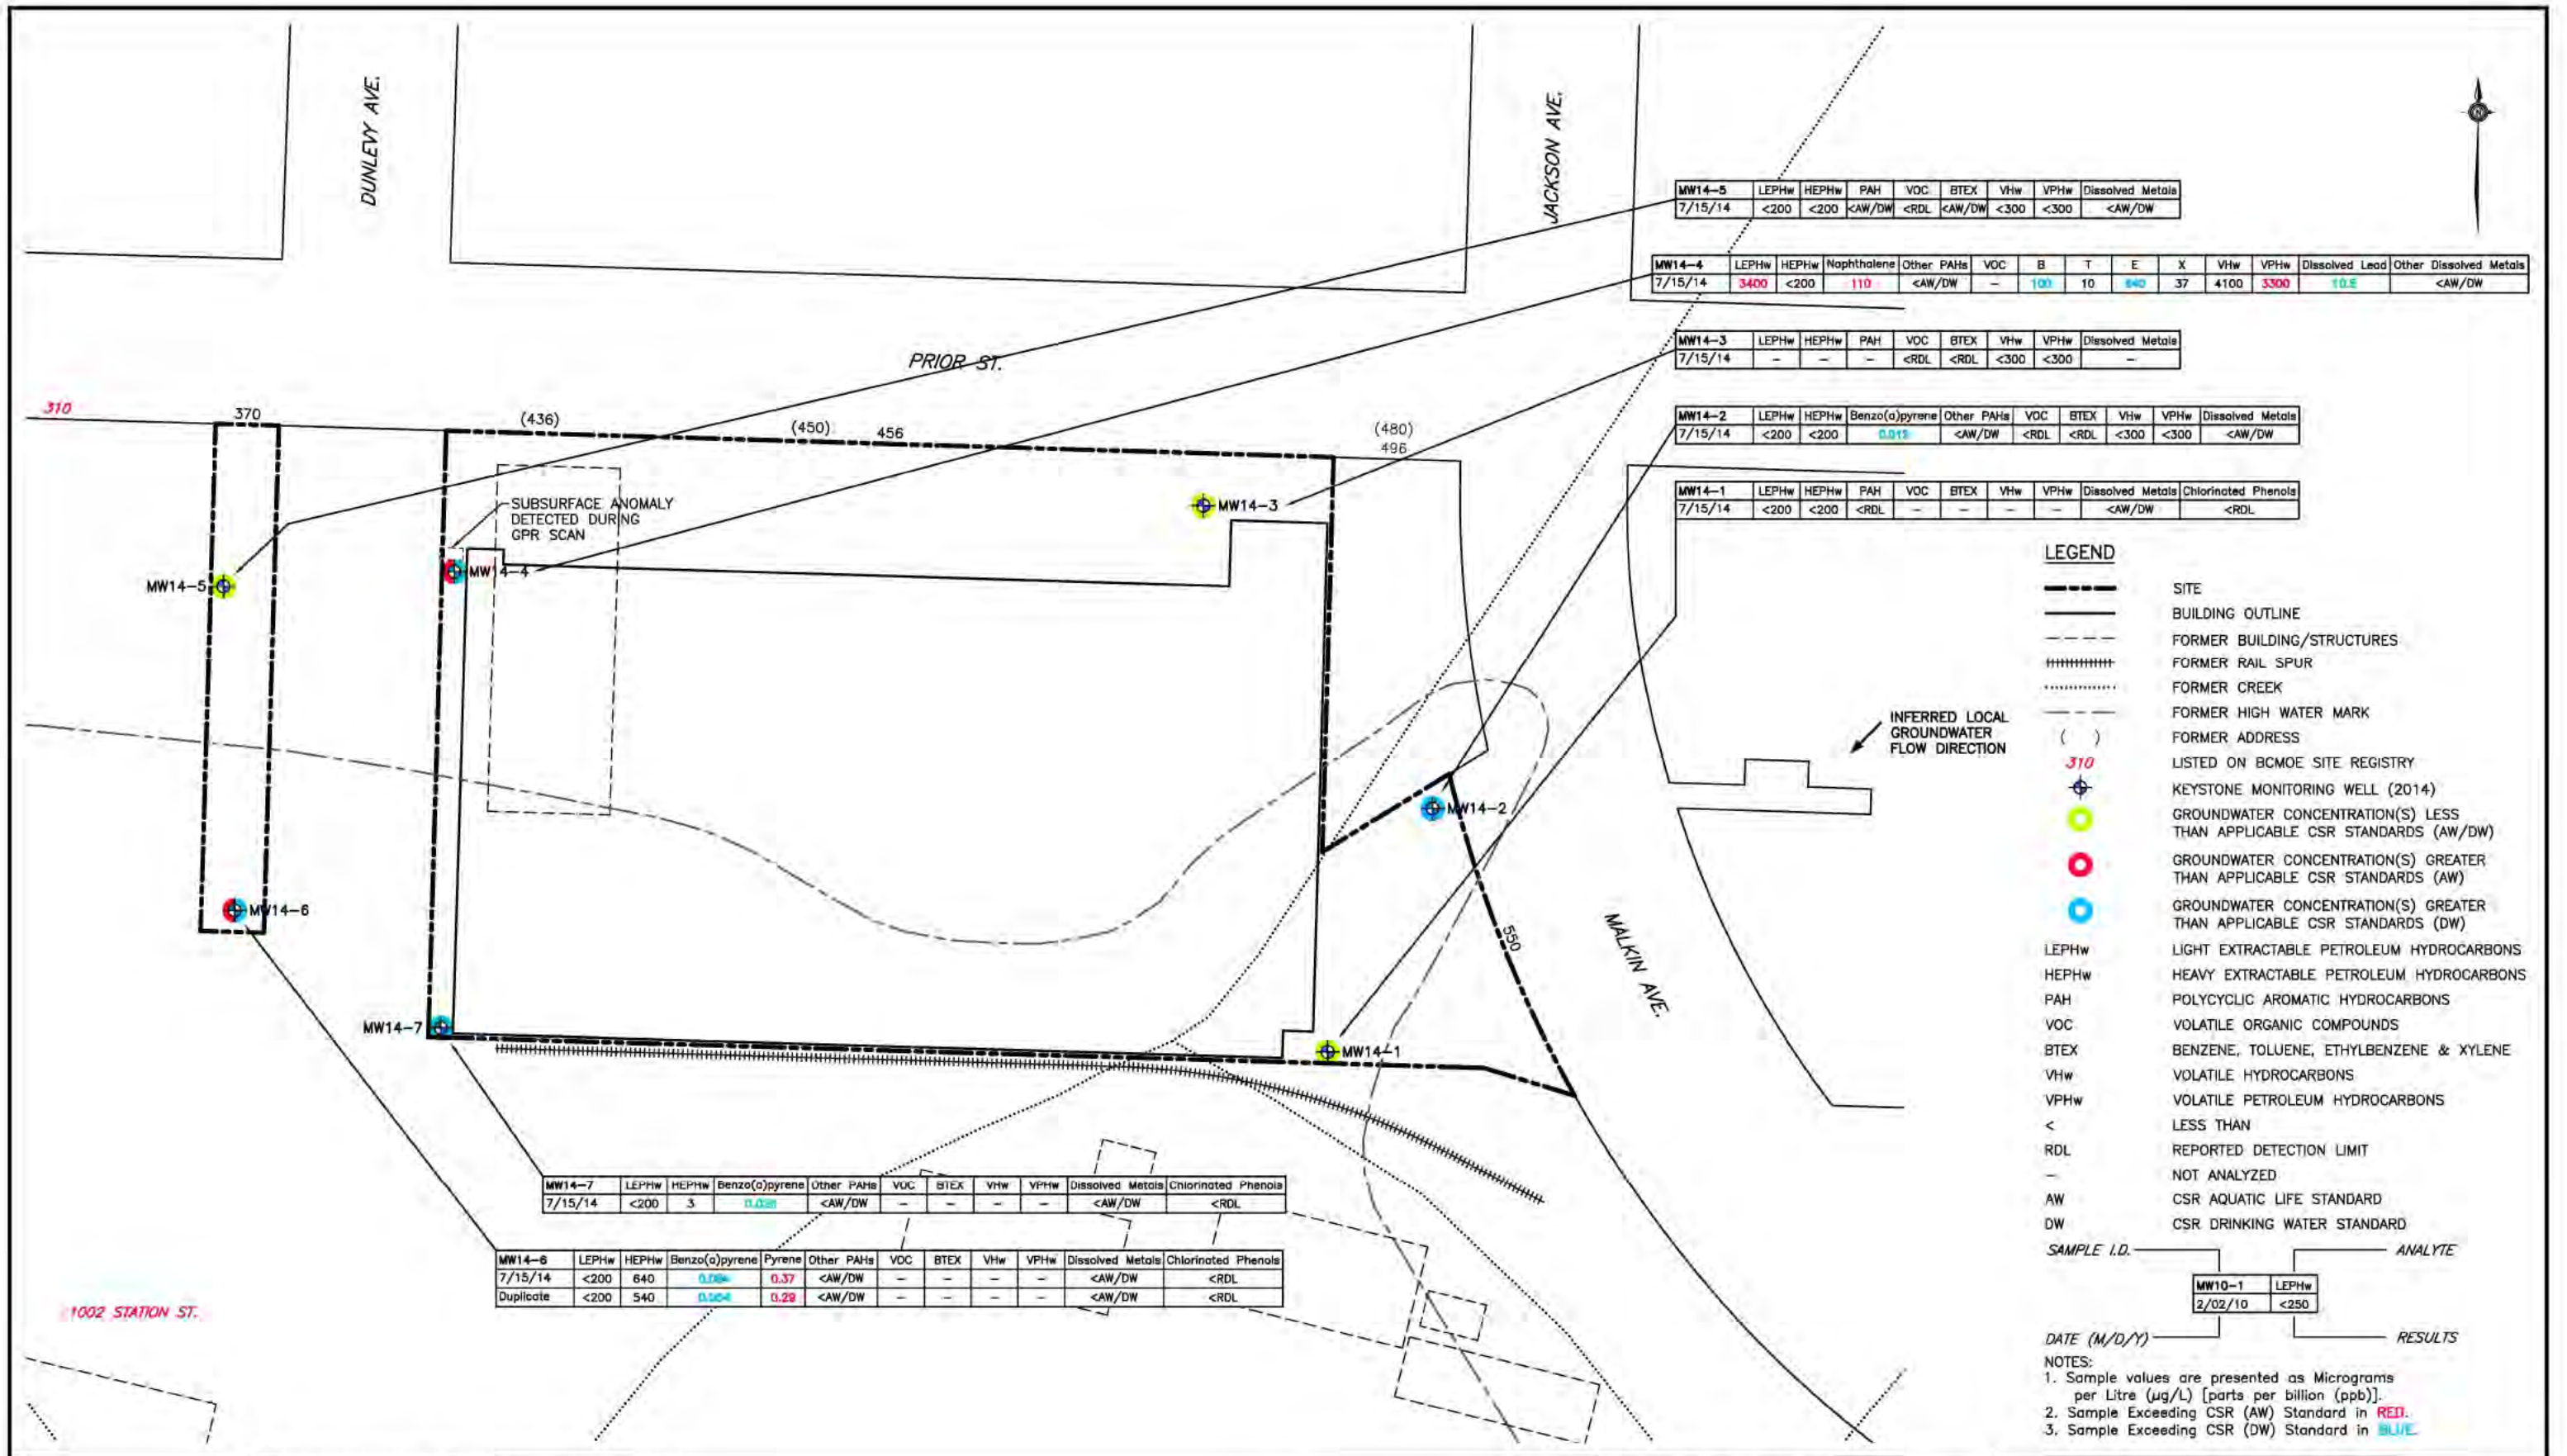 DUNLEVY AVE.
JACKSON AVE.
N
MW14-5 LEPHw HEPHw PAH VOC BTEX VHw VPHw Dissolved Metals
7/15/14 <200 <200 <AW/DW <RDL <AW/DW <300 <300 <AW/DW
MW14-4 LEPHw HEPHw Naphthalene Other PAHs VOC B T E X VHw VPHw Dissolved Lead Other Dissolved Metals
7/15/14 3400 <200 110 <AW/DW - 100 10 37 4100 3300 <AW/DW
PRIOR ST.
MW14-3 LEPHw HEPHw PAH VOC BTEX VHw VPHw Dissolved Metals
7/15/14 - - - <RDL <RDL <300 <300 -
MW14-2 LEPHw HEPHw Benzo(a)pyrene Other PAHs VOC BTEX VHw VPHw Dissolved Metals
7/15/14 <200 <200 <AW/DW <RDL <RDL <300 <300 <AW/DW
MW14-1 LEPHw HEPHw PAH VOC BTEX VHw VPHw Dissolved Metals Chlorinated Phenols
7/15/14 <200 <200 <RDL - - - - <AW/DW <RDL
310
370
(436)
(450)
456
(480)
496
SUBSURFACE ANOMALY
DETECTED DURING
GPR SCAN
MW14-3
MW14-4
MW14-5
MW14-2
MW14-6
MW14-7
MW14-1
550
MALKIN AVE.
INFERRED LOCAL
GROUNDWATER
FLOW DIRECTION
MW14-7 LEPHw HEPHw Benzo(a)pyrene Other PAHs VOC BTEX VHw VPHw Dissolved Metals Chlorinated Phenols
7/15/14 <200 3 <AW/DW - - - - <AW/DW <RDL
MW14-6 LEPHw HEPHw Benzo(a)pyrene Pyrene Other PAHs VOC BTEX VHw VPHw Dissolved Metals Chlorinated Phenols
7/15/14 <200 640 0.37 <AW/DW - - - - <AW/DW <RDL
Duplicate <200 540 0.29 <AW/DW - - - - <AW/DW <RDL
1002 STATION ST.
LEGEND
SITE
BUILDING OUTLINE
FORMER BUILDING/STRUCTURES
FORMER RAIL SPUR
FORMER CREEK
FORMER HIGH WATER MARK
( ) FORMER ADDRESS
310 LISTED ON BCMOE SITE REGISTRY
KEYSTONE MONITORING WELL (2014)
GROUNDWATER CONCENTRATION(S) LESS
THAN APPLICABLE CSR STANDARDS (AW/DW)
GROUNDWATER CONCENTRATION(S) GREATER
THAN APPLICABLE CSR STANDARDS (AW)
GROUNDWATER CONCENTRATION(S) GREATER
THAN APPLICABLE CSR STANDARDS (DW)
LEPHw LIGHT EXTRACTABLE PETROLEUM HYDROCARBONS
HEPHw HEAVY EXTRACTABLE PETROLEUM HYDROCARBONS
PAH POLYCYCLIC AROMATIC HYDROCARBONS
VOC VOLATILE ORGANIC COMPOUNDS
BTEX BENZENE, TOLUENE, ETHYLBENZENE & XYLENE
VHw VOLATILE HYDROCARBONS
VPHw VOLATILE PETROLEUM HYDROCARBONS
< LESS THAN
RDL REPORTED DETECTION LIMIT
- NOT ANALYZED
AW CSR AQUATIC LIFE STANDARD
DW CSR DRINKING WATER STANDARD
SAMPLE I.D. ANALYTE
MW10-1 LEPHw
2/02/10 <250
DATE (M/D/Y) RESULTS
NOTES:
1. Sample values are presented as Micrograms
per Litre (µg/L) [parts per billion (ppb)].
2. Sample Exceeding CSR (AW) Standard in RED.
3. Sample Exceeding CSR (DW) Standard in BLUE.